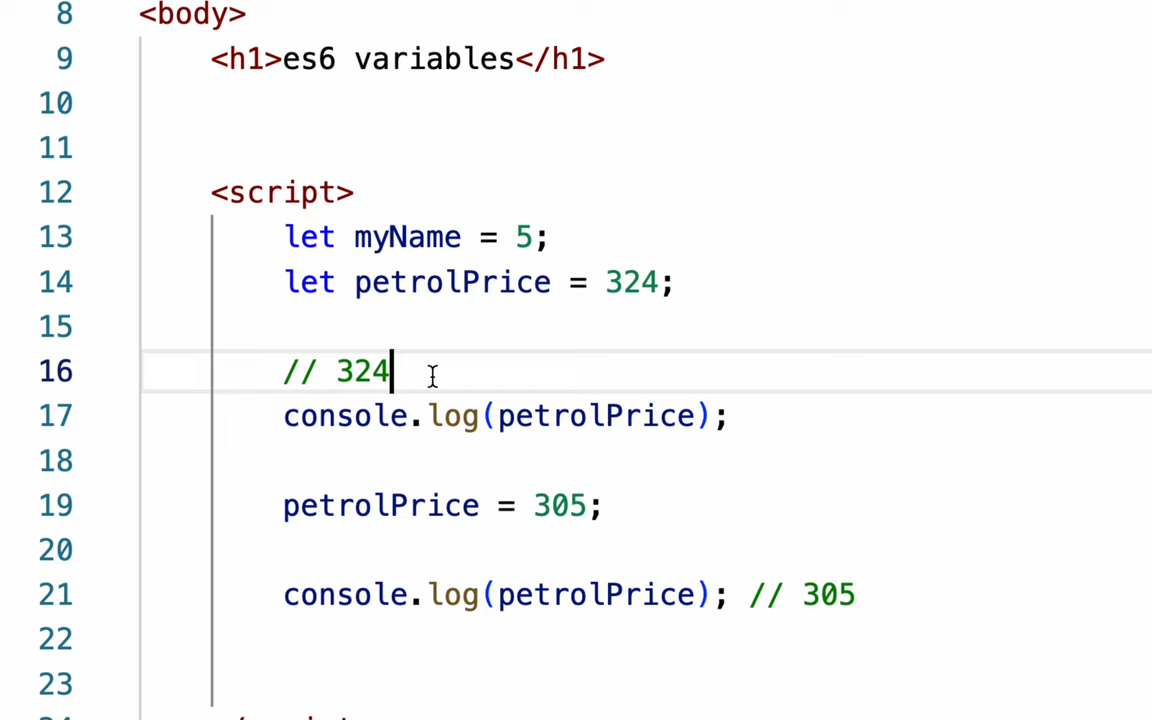 8 <body>
9 <h1>es6 variables</h1>
10
11
12 <script>
13 let myName = 5;
14 let petrolPrice = 324;
15
16 // 324
17 console.log(petrolPrice);
18
19 petrolPrice = 305;
20
21 console.log(petrolPrice); // 305
22
23